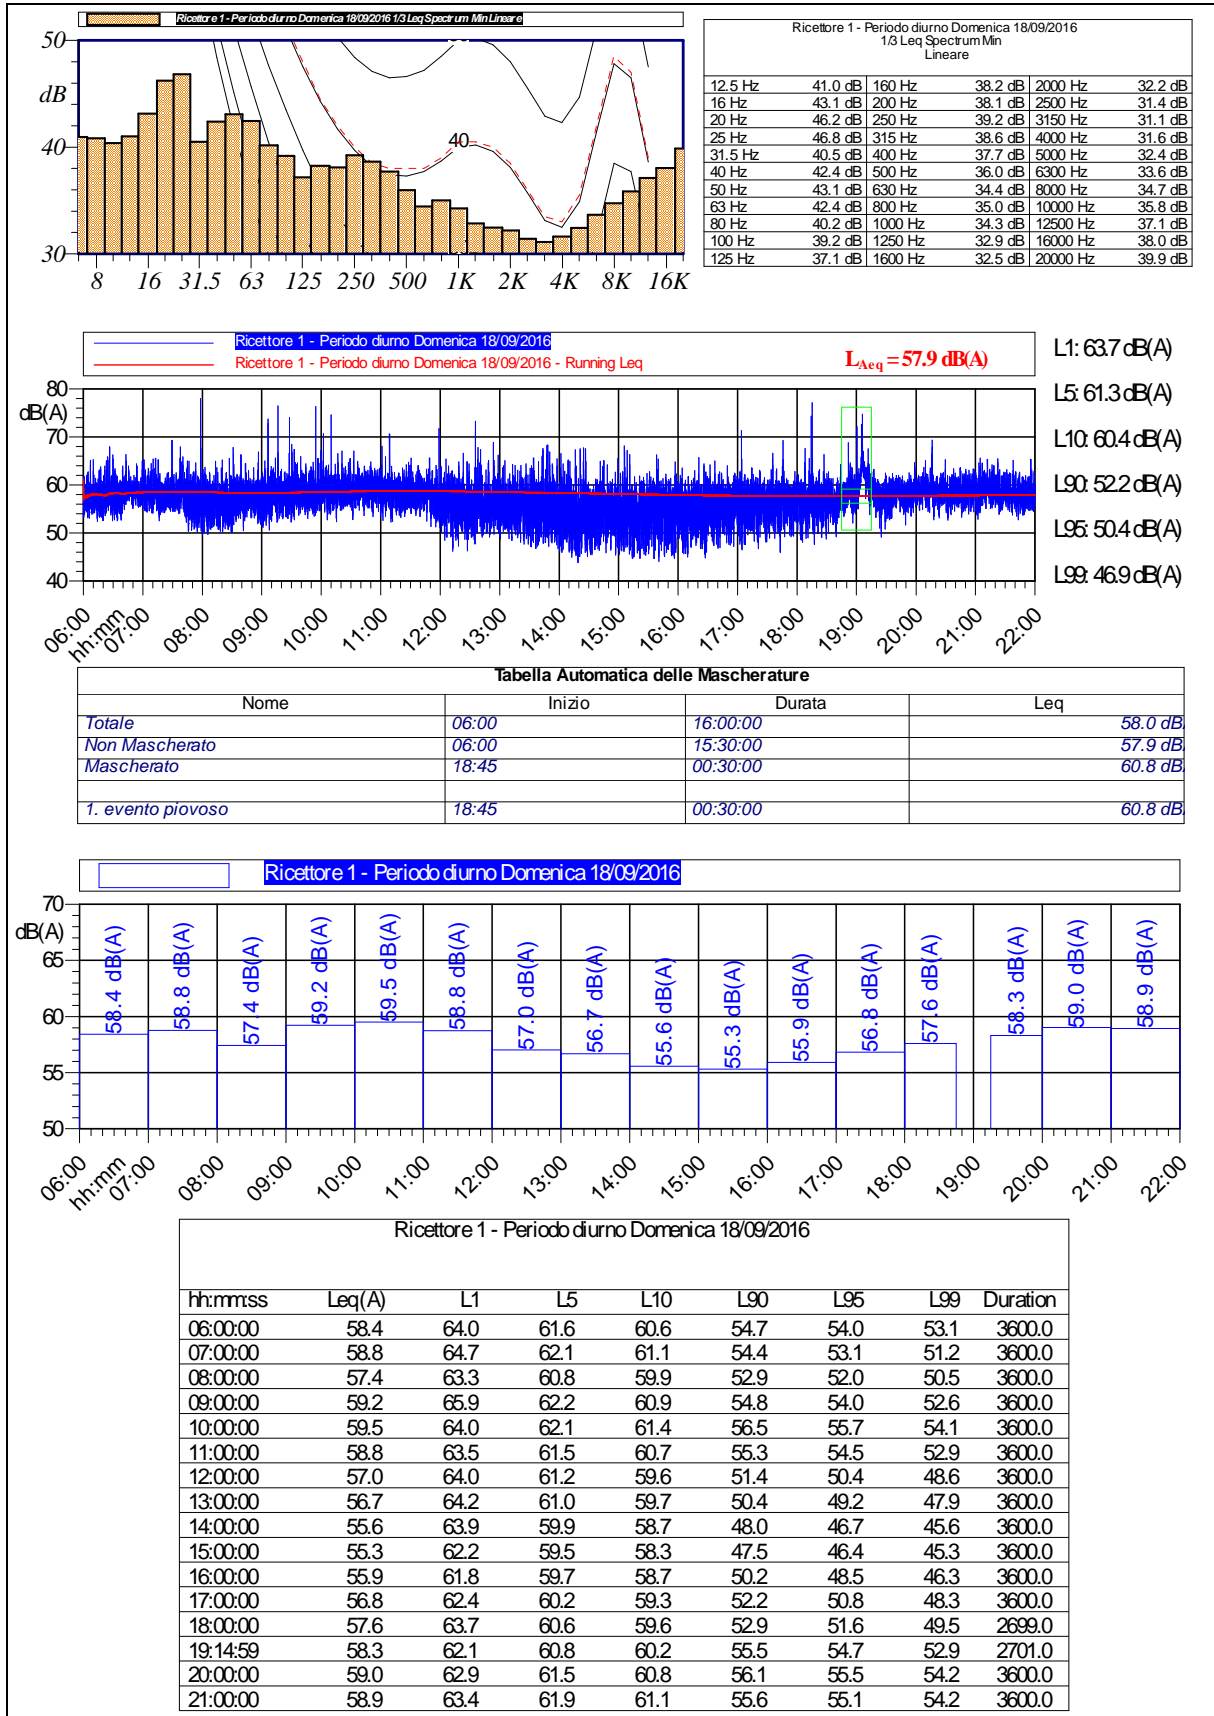 Ricettore 1 - Periodo diurno Domenica 18/09/2016 1/3 Leq Spectrum Min Lineare
50
dB
40
30
40
8 16 31.5 63 125 250 500 1K 2K 4K 8K 16K
Ricettore 1 - Periodo diurno Domenica 18/09/2016
1/3 Leq Spectrum Min
Lineare
12.5 Hz 41.0 dB 160 Hz 38.2 dB 2000 Hz 32.2 dB
16 Hz 43.1 dB 200 Hz 38.1 dB 2500 Hz 31.4 dB
20 Hz 46.2 dB 250 Hz 39.2 dB 3150 Hz 31.1 dB
25 Hz 46.8 dB 315 Hz 38.6 dB 4000 Hz 31.6 dB
31.5 Hz 40.5 dB 400 Hz 37.7 dB 5000 Hz 32.4 dB
40 Hz 42.4 dB 500 Hz 36.0 dB 6300 Hz 33.6 dB
50 Hz 43.1 dB 630 Hz 34.4 dB 8000 Hz 34.7 dB
63 Hz 42.4 dB 800 Hz 35.0 dB 10000 Hz 35.8 dB
80 Hz 40.2 dB 1000 Hz 34.3 dB 12500 Hz 37.1 dB
100 Hz 39.2 dB 1250 Hz 32.9 dB 16000 Hz 38.0 dB
125 Hz 37.1 dB 1600 Hz 32.5 dB 20000 Hz 39.9 dB
Ricettore 1 - Periodo diurno Domenica 18/09/2016
Ricettore 1 - Periodo diurno Domenica 18/09/2016 - Running Leq
LAeq = 57.9 dB(A)
L1: 63.7 dB(A)
L5: 61.3 dB(A)
L10: 60.4 dB(A)
L90: 52.2 dB(A)
L95: 50.4 dB(A)
L99: 46.9 dB(A)
80
dB(A)
70
60
50
40
06:00 07:00 08:00 09:00 10:00 11:00 12:00 13:00 14:00 15:00 16:00 17:00 18:00 19:00 20:00 21:00 22:00
hh:mm
Tabella Automatica delle Mascherature
Nome Inizio Durata Leq
Totale 06:00 16:00:00 58.0 dB
Non Mascherato 06:00 15:30:00 57.9 dB
Mascherato 18:45 00:30:00 60.8 dB
1. evento piovoso 18:45 00:30:00 60.8 dB
Ricettore 1 - Periodo diurno Domenica 18/09/2016
70
dB(A)
65
60
55
50
58.4 dB(A)
58.8 dB(A)
57.4 dB(A)
59.2 dB(A)
59.5 dB(A)
58.8 dB(A)
57.0 dB(A)
56.7 dB(A)
55.6 dB(A)
55.3 dB(A)
55.9 dB(A)
56.8 dB(A)
57.6 dB(A)
58.3 dB(A)
59.0 dB(A)
58.9 dB(A)
06:00 07:00 08:00 09:00 10:00 11:00 12:00 13:00 14:00 15:00 16:00 17:00 18:00 19:00 20:00 21:00 22:00
hh:mm
Ricettore 1 - Periodo diurno Domenica 18/09/2016
hh:mm:ss Leq(A) L1 L5 L10 L90 L95 L99 Duration
06:00:00 58.4 64.0 61.6 60.6 54.7 54.0 53.1 3600.0
07:00:00 58.8 64.7 62.1 61.1 54.4 53.1 51.2 3600.0
08:00:00 57.4 63.3 60.8 59.9 52.9 52.0 50.5 3600.0
09:00:00 59.2 65.9 62.2 60.9 54.8 54.0 52.6 3600.0
10:00:00 59.5 64.0 62.1 61.4 56.5 55.7 54.1 3600.0
11:00:00 58.8 63.5 61.5 60.7 55.3 54.5 52.9 3600.0
12:00:00 57.0 64.0 61.2 59.6 51.4 50.4 48.6 3600.0
13:00:00 56.7 64.2 61.0 59.7 50.4 49.2 47.9 3600.0
14:00:00 55.6 63.9 59.9 58.7 48.0 46.7 45.6 3600.0
15:00:00 55.3 62.2 59.5 58.3 47.5 46.4 45.3 3600.0
16:00:00 55.9 61.8 59.7 58.7 50.2 48.5 46.3 3600.0
17:00:00 56.8 62.4 60.2 59.3 52.2 50.8 48.3 3600.0
18:00:00 57.6 63.7 60.6 59.6 52.9 51.6 49.5 2699.0
19:14:59 58.3 62.1 60.8 60.2 55.5 54.7 52.9 2701.0
20:00:00 59.0 62.9 61.5 60.8 56.1 55.5 54.2 3600.0
21:00:00 58.9 63.4 61.9 61.1 55.6 55.1 54.2 3600.0